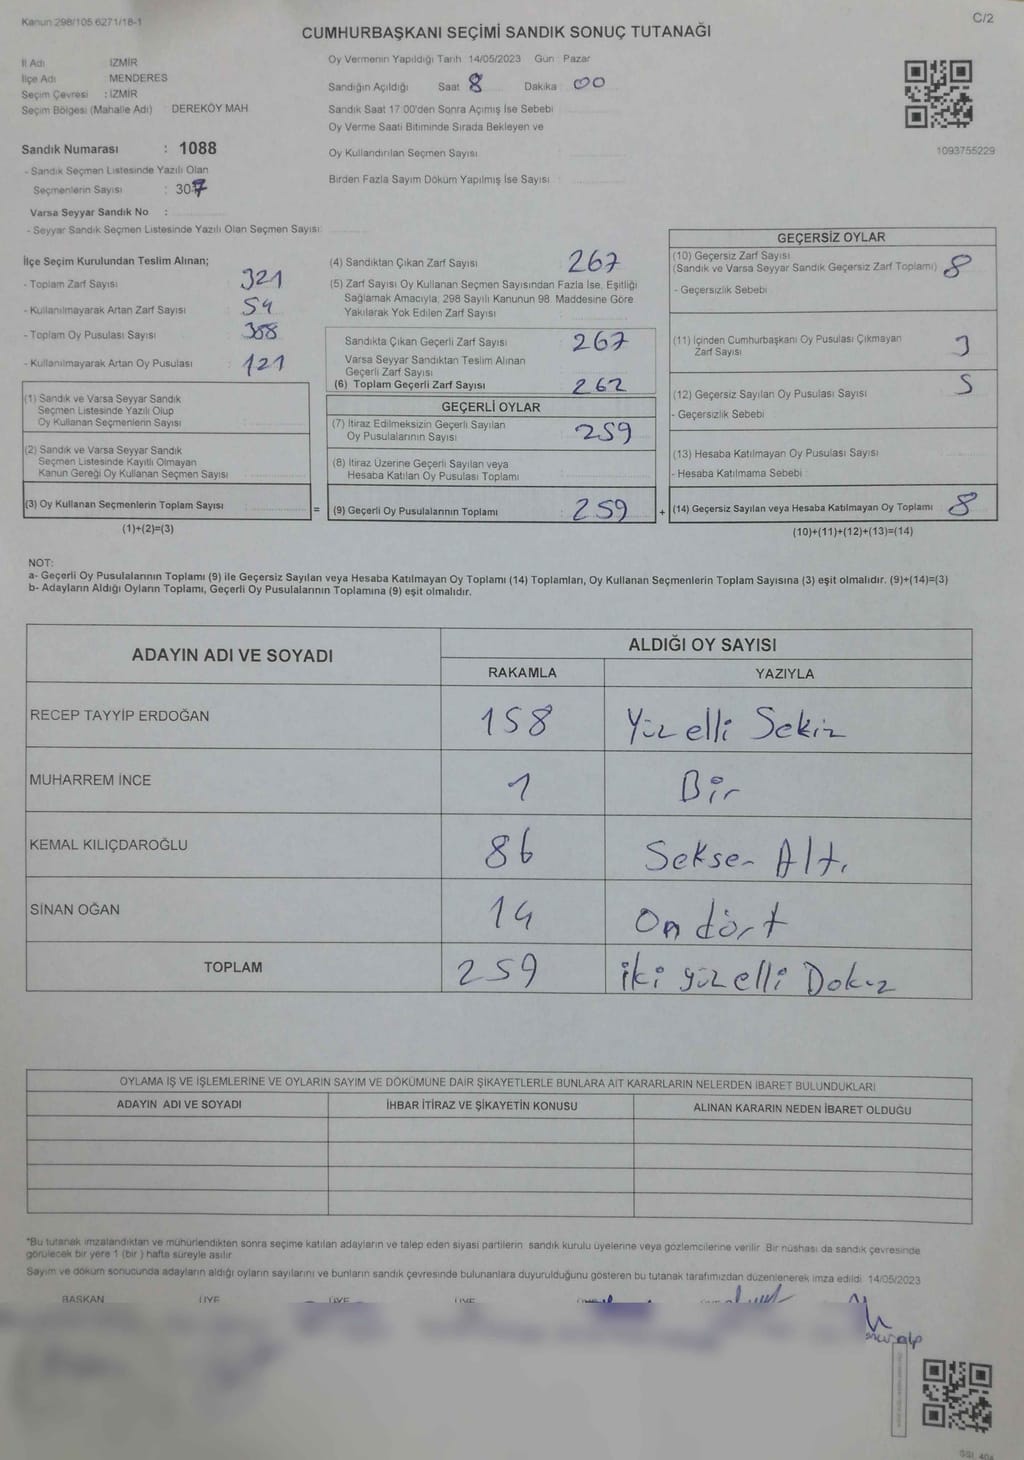 Kanun 298/105 6271/18-1
C/2
CUMHURBAŞKANI SEÇİMİ SANDIK SONUÇ TUTANAĞI
İl Adı İZMİR
İlçe Adı MENDERES
Seçim Çevresi : İZMİR
Seçim Bölgesi (Mahalle Adı) DEREKÖY MAH
Sandık Numarası : 1088
- Sandık Seçmen Listesinde Yazılı Olan
Seçmenlerin Sayısı : 307
Varsa Seyyar Sandık No :
- Seyyar Sandık Seçmen Listesinde Yazılı Olan Seçmen Sayısı:
Oy Vermenin Yapıldığı Tarih 14/05/2023 Gün Pazar
Sandığın Açıldığı Saat 8 Dakika 00
Sandık Saat 17:00'den Sonra Açımış İse Sebebi
Oy Verme Saati Bitiminde Sırada Bekleyen ve
Oy Kullandırılan Seçmen Sayısı
Birden Fazla Sayım Döküm Yapılmış İse Sayısı
1093755229
İlçe Seçim Kurulundan Teslim Alınan;
- Toplam Zarf Sayısı 321
- Kullanılmayarak Artan Zarf Sayısı 54
- Toplam Oy Pusulası Sayısı
- Kullanılmayarak Artan Oy Pusulası 121
(1) Sandık ve Varsa Seyyar Sandık
Seçmen Listesinde Yazılı Olup
Oy Kullanan Seçmenlerin Sayısı
(2) Sandık ve Varsa Seyyar Sandık
Seçmen Listesinde Kayıtlı Olmayan
Kanun Gereği Oy Kullanan Seçmen Sayısı
(3) Oy Kullanan Seçmenlerin Toplam Sayısı =
(1)+(2)=(3)
(4) Sandıktan Çıkan Zarf Sayısı 267
(5) Zarf Sayısı Oy Kullanan Seçmen Sayısından Fazla İse, Eşitliği
Sağlamak Amacıyla, 298 Sayılı Kanunun 98. Maddesine Göre
Yakılarak Yok Edilen Zarf Sayısı
Sandıkta Çıkan Geçerli Zarf Sayısı 267
Varsa Seyyar Sandıktan Teslim Alınan
Geçerli Zarf Sayısı
(6) Toplam Geçerli Zarf Sayısı 267
GEÇERLİ OYLAR
(7) İtiraz Edilmeksizin Geçerli Sayılan
Oy Pusulalarının Sayısı 259
(8) İtiraz Üzerine Geçerli Sayılan veya
Hesaba Katılan Oy Pusulası Toplamı
(9) Geçerli Oy Pusulalarının Toplamı 259 +
GEÇERSİZ OYLAR
(10) Geçersiz Zarf Sayısı
(Sandık ve Varsa Seyyar Sandık Geçersiz Zarf Toplamı) 8
- Geçersizlik Sebebi
(11) İçinden Cumhurbaşkanı Oy Pusulası Çıkmayan
Zarf Sayısı 3
(12) Geçersiz Sayılan Oy Pusulası Sayısı 5
- Geçersizlik Sebebi
(13) Hesaba Katılmayan Oy Pusulası Sayısı
- Hesaba Katılmama Sebebi
(14) Geçersiz Sayılan veya Hesaba Katılmayan Oy Toplamı 8
(10)+(11)+(12)+(13)=(14)
NOT:
a- Geçerli Oy Pusulalarının Toplamı (9) ile Geçersiz Sayılan veya Hesaba Katılmayan Oy Toplamı (14) Toplamları, Oy Kullanan Seçmenlerin Toplam Sayısına (3) eşit olmalıdır. (9)+(14)=(3)
b- Adayların Aldığı Oyların Toplamı, Geçerli Oy Pusulalarının Toplamına (9) eşit olmalıdır.
ADAYIN ADI VE SOYADI ALDIĞI OY SAYISI
RAKAMLA YAZIYLA
RECEP TAYYİP ERDOĞAN 158 Yüz elli Sekiz
MUHARREM İNCE 1 Bir
KEMAL KILIÇDAROĞLU 86 Seksen Altı
SİNAN OĞAN 14 On dört
TOPLAM 259 iki yüz elli Dokuz
OYLAMA İŞ VE İŞLEMLERİNE VE OYLARIN SAYIM VE DÖKÜMÜNE DAİR ŞİKAYETLERLE BUNLARA AİT KARARLARIN NELERDEN İBARET BULUNDUKLARI
ADAYIN ADI VE SOYADI İHBAR İTİRAZ VE ŞİKAYETİN KONUSU ALINAN KARARIN NEDEN İBARET OLDUĞU
*Bu tutanak imzalandıktan ve mühürlendikten sonra seçime katılan adayların ve talep eden siyasi partilerin sandık kurulu üyelerine veya gözlemcilerine verilir. Bir nüshası da sandık çevresinde
görülecek bir yere 1 (bir ) hafta süreyle asılır
Sayım ve döküm sonucunda adayların aldığı oyların sayılarını ve bunların sandık çevresinde bulunanlara duyurulduğunu gösteren bu tutanak tarafımızdan düzenlenerek imza edildi. 14/05/2023
BAŞKAN ÜYE ÜYE ÜYE